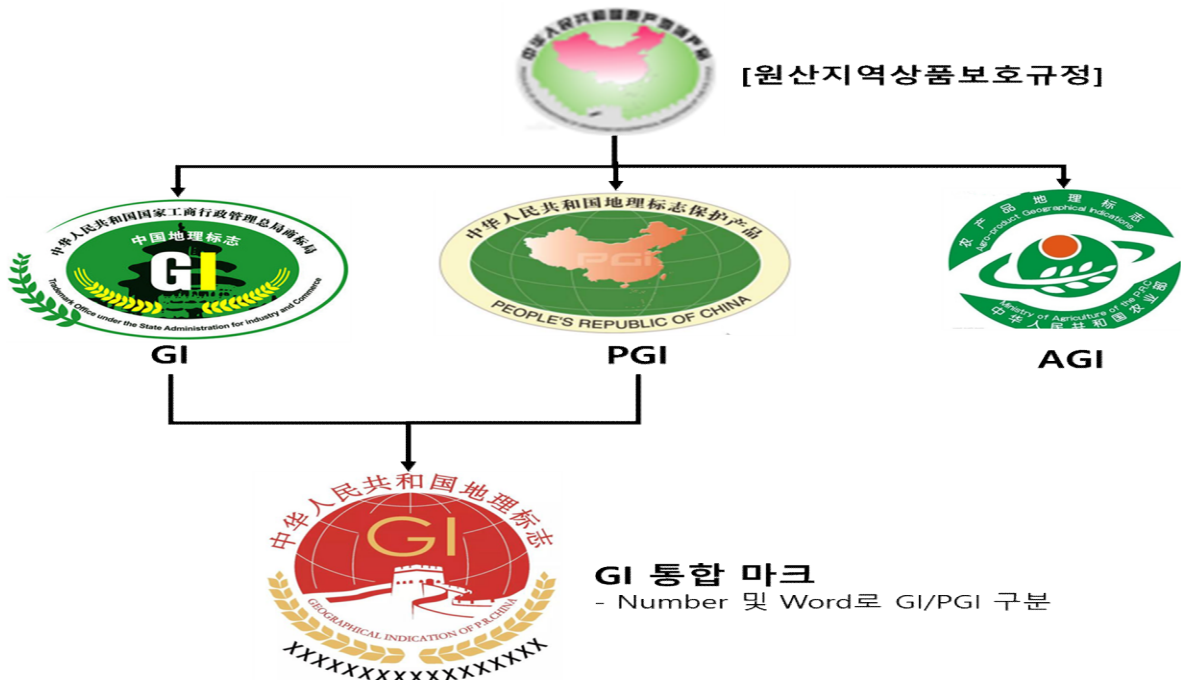 [원산지역상품보호규정]
中华人民共和国国家工商行政管理总局商标局
中国地理标志
GI
Trademark Office under the State Administration for Industry and Commerce
GI
中华人民共和国地理标志保护产品
PGI
PEOPLE'S REPUBLIC OF CHINA
PGI
农产品地理标志
Agro-product Geographical Indications
Ministry of Agriculture of the P.R.C
中华人民共和国农业部
AGI
中华人民共和国地理标志
GI
GEOGRAPHICAL INDICATION OF P.R.CHINA
XXXXXXXXXXXXXXXXX
GI 통합 마크
- Number 및 Word로 GI/PGI 구분